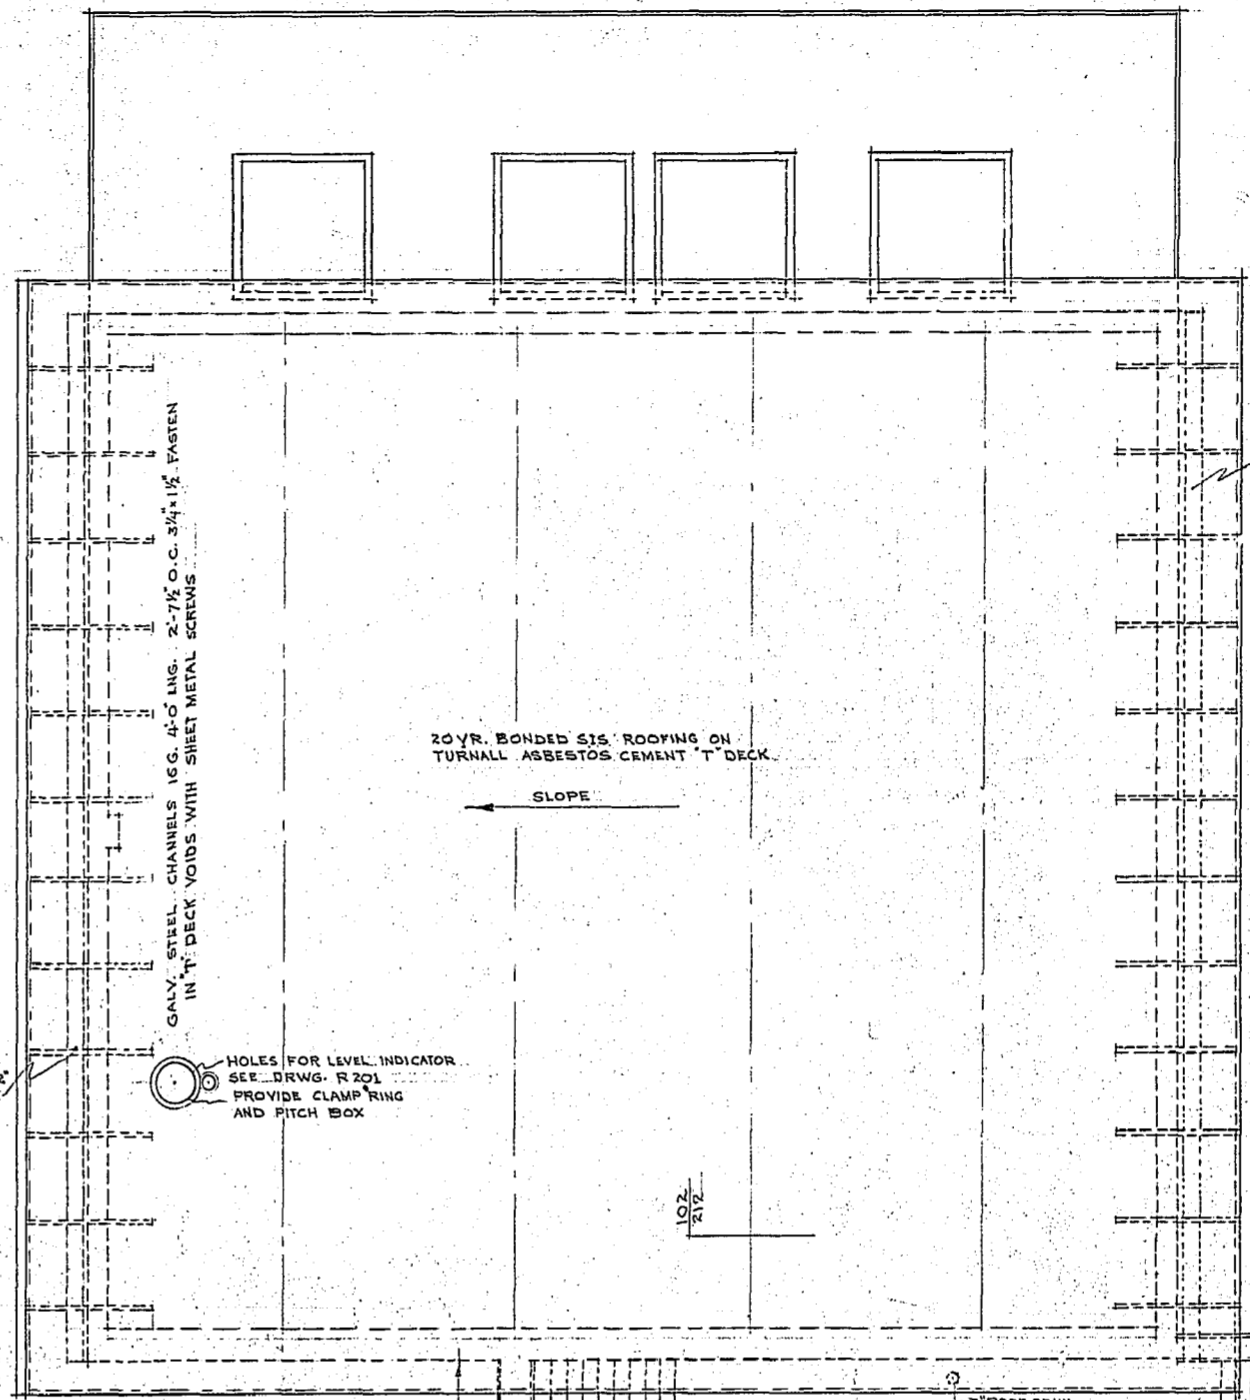 GALV. STEEL CHANNELS 16G. 4'-0" LNG. 2'-7½" O.C. 3¼" x 1½" FASTEN
IN "T" DECK VOIDS WITH SHEET METAL SCREWS
20 YR. BONDED S1S ROOFING ON
TURNALL ASBESTOS CEMENT "T" DECK
SLOPE
HOLES FOR LEVEL INDICATOR
SEE DRWG. R201
PROVIDE CLAMP RING
AND PITCH BOX
102
212